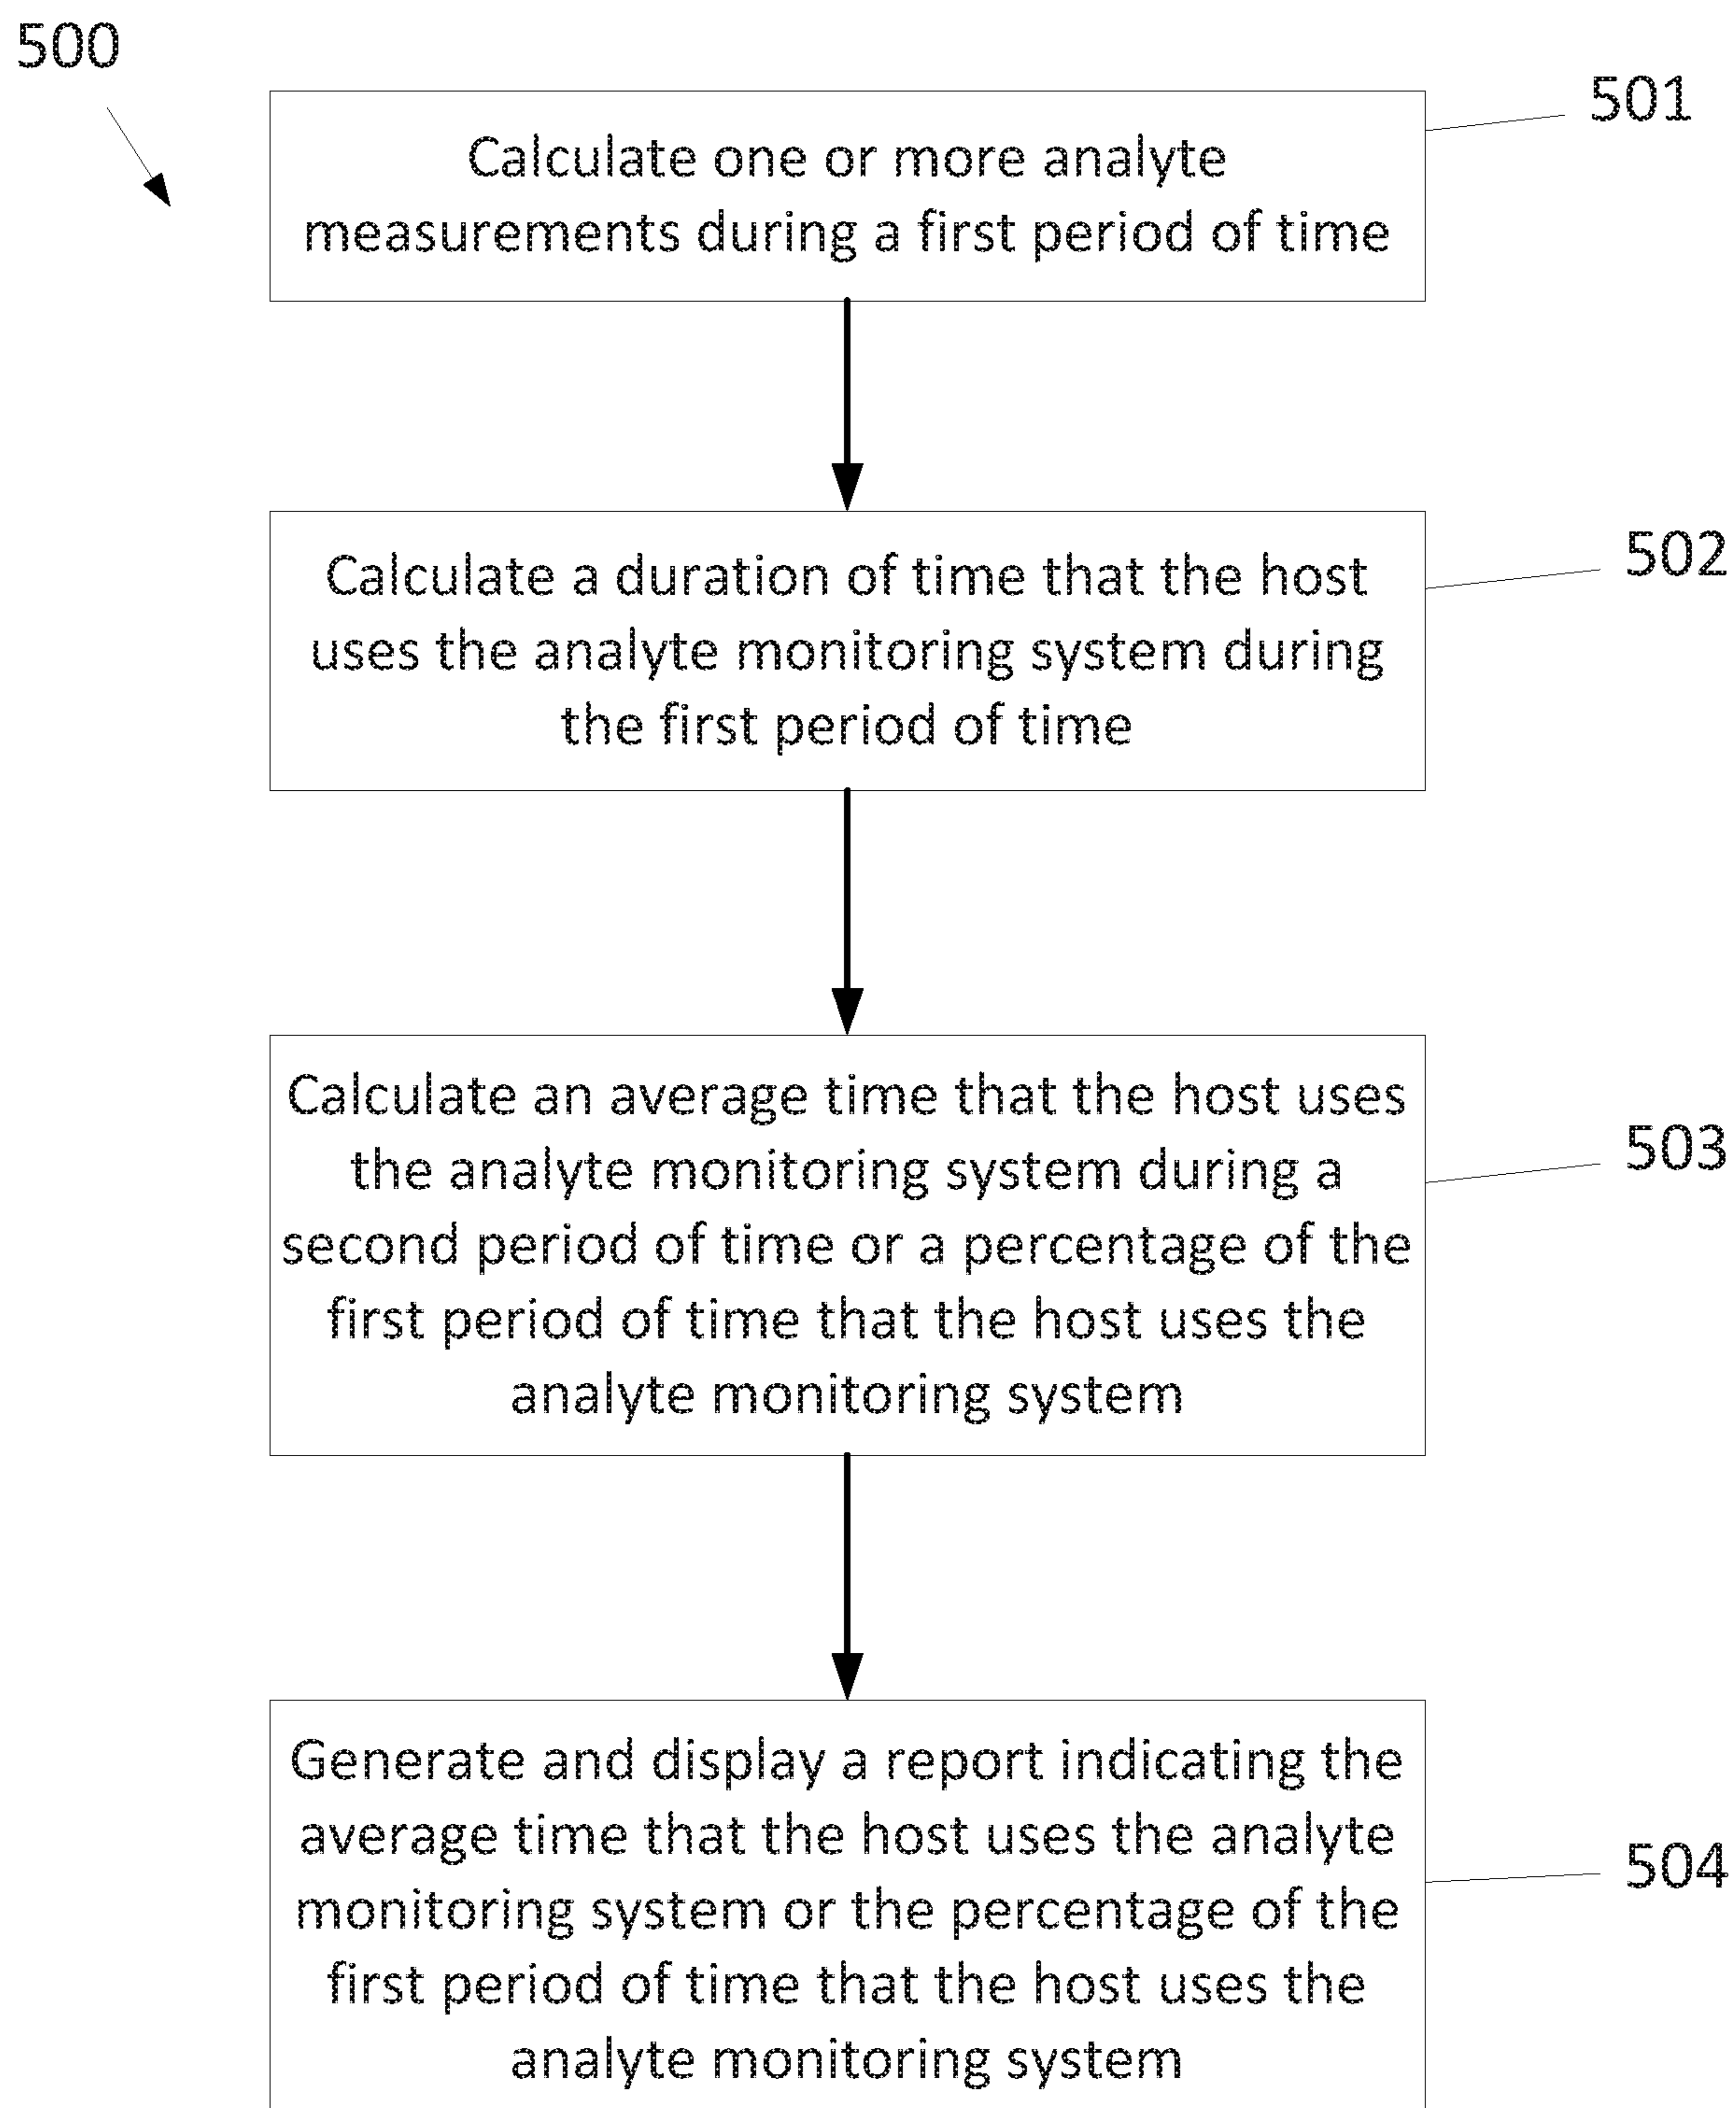 500
501
Calculate one or more analyte
measurements during a first period of time
502
Calculate a duration of time that the host
uses the analyte monitoring system during
the first period of time
503
Calculate an average time that the host uses
the analyte monitoring system during a
second period of time or a percentage of the
first period of time that the host uses the
analyte monitoring system
504
Generate and display a report indicating the
average time that the host uses the analyte
monitoring system or the percentage of the
first period of time that the host uses the
analyte monitoring system